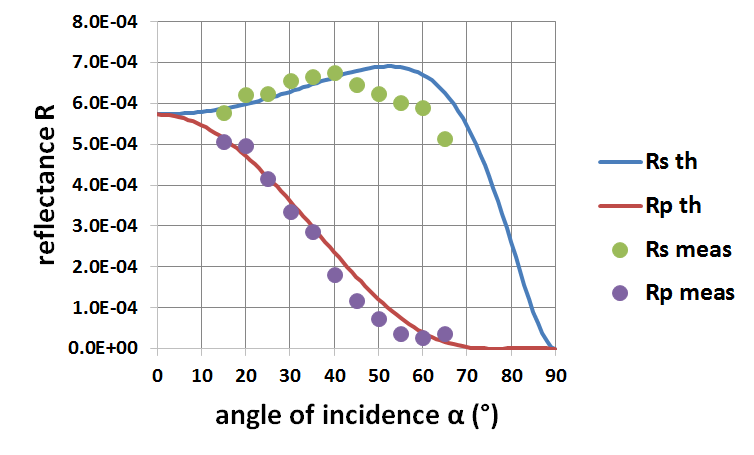 8.0E-04
7.0E-04
6.0E-04
5.0E-04
4.0E-04
3.0E-04
2.0E-04
1.0E-04
0.0E+00
reflectance R
0 10 20 30 40 50 60 70 80 90
angle of incidence α (°)
Rs th
Rp th
Rs meas
Rp meas